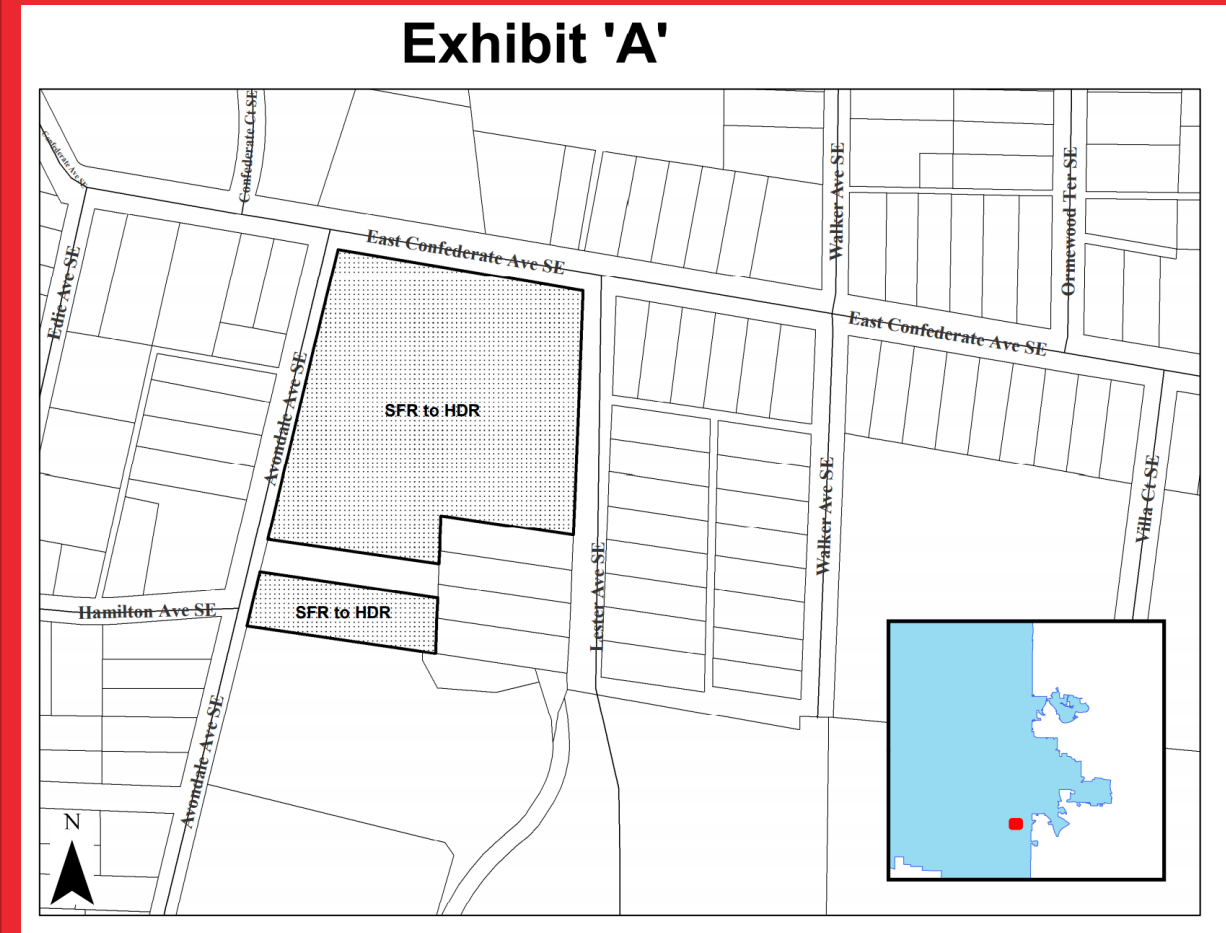 Exhibit 'A'
Confederate Ave SE
Confederate Ct SE
Walker Ave SE
Ormewood Ter SE
Edie Ave SE
East Confederate Ave SE
East Confederate Ave SE
Avondale Ave SE
SFR to HDR
Walker Ave SE
Villa Ct SE
Lester Ave SE
Hamilton Ave SE
SFR to HDR
Avondale Ave SE
N